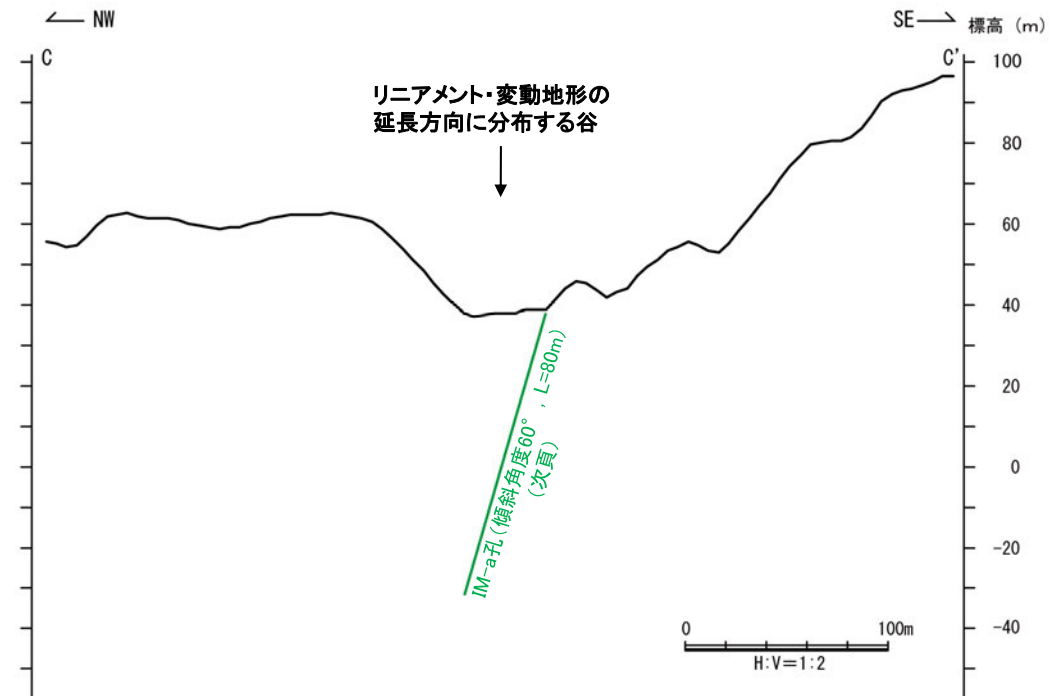 NW
SE
標高 (m)
C
C'
リニアメント・変動地形の
延長方向に分布する谷
100
80
60
40
20
0
-20
-40
IM-a孔(傾斜角度60°, L=80m)
(次頁)
0 100m
H:V=1:2